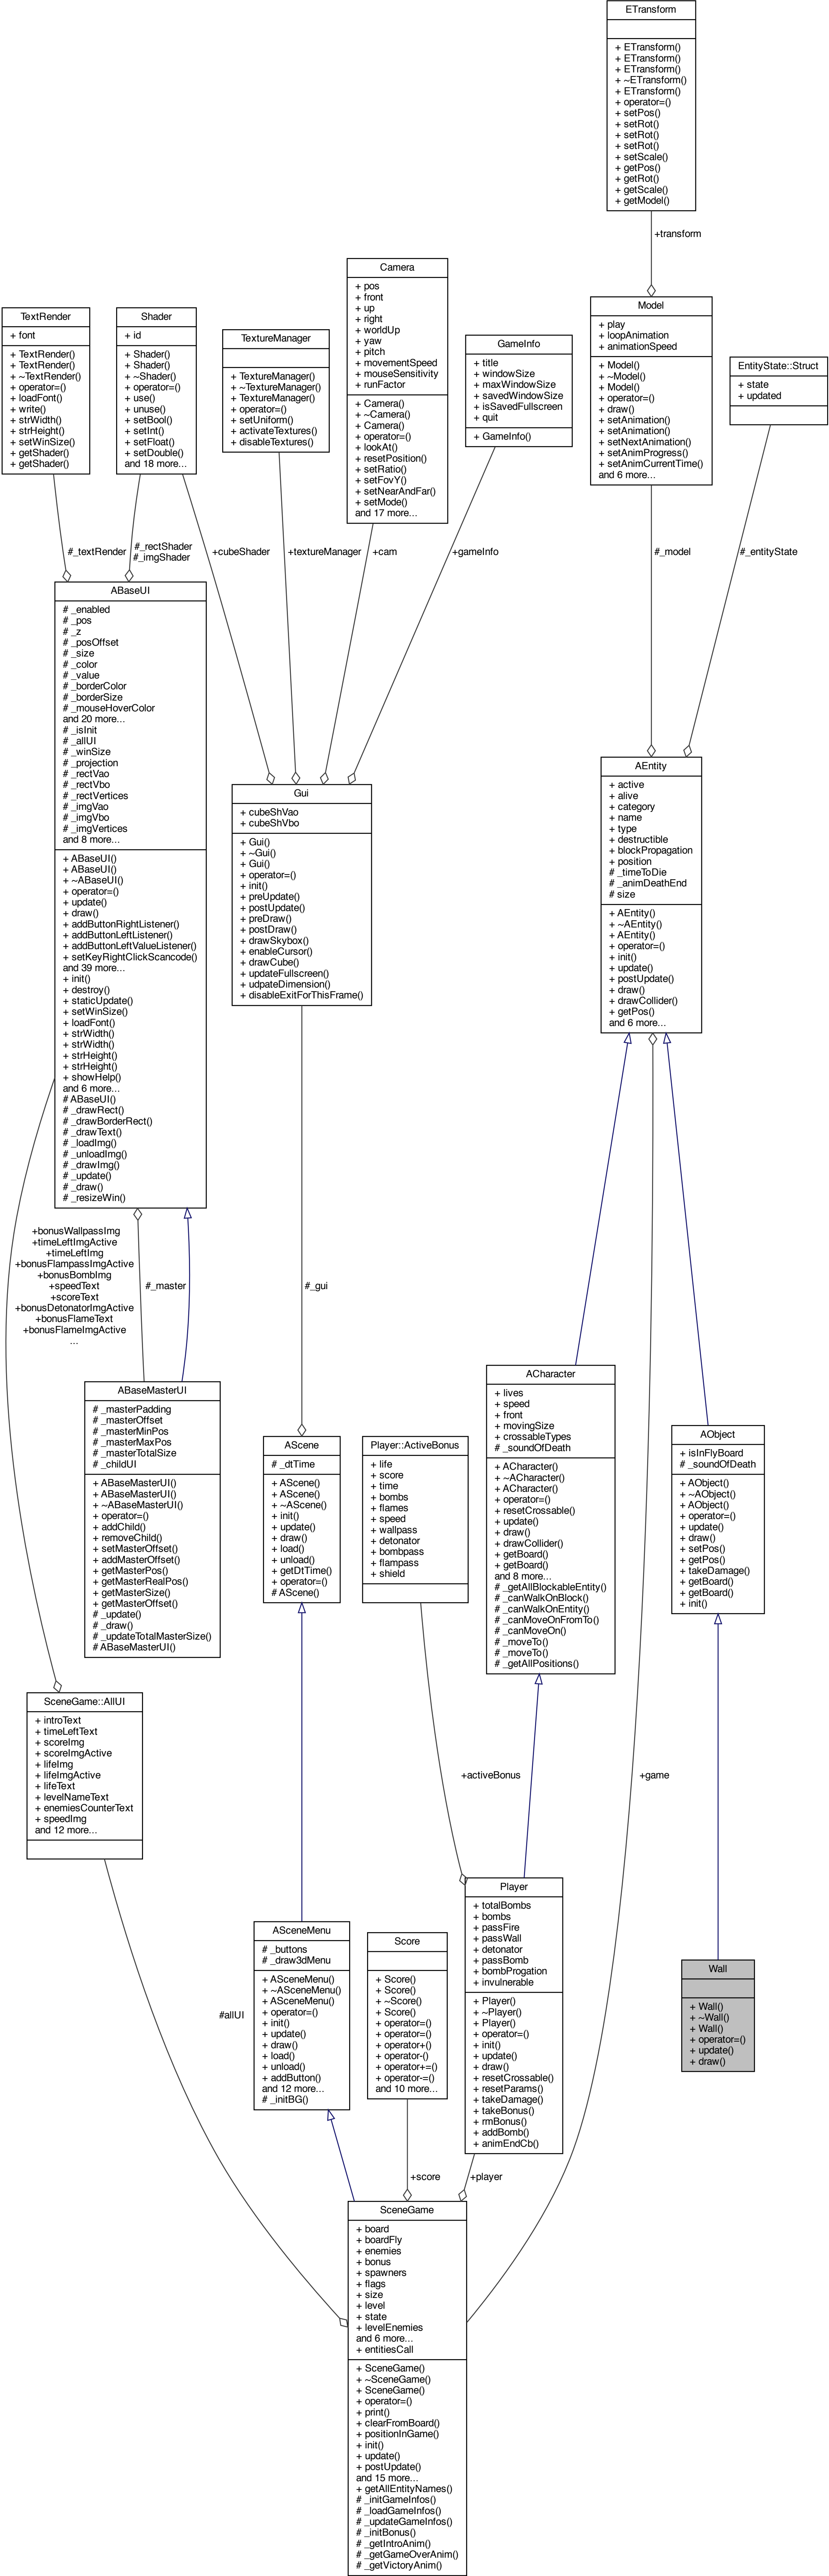 ETransform
+ ETransform()
+ ETransform()
+ ETransform()
+ ~ETransform()
+ ETransform()
+ operator=()
+ setPos()
+ setRot()
+ setRot()
+ setRot()
+ setScale()
+ getPos()
+ getRot()
+ getScale()
+ getModel()
+transform
TextRender
+ font
+ TextRender()
+ TextRender()
+ ~TextRender()
+ operator=()
+ loadFont()
+ write()
+ strWidth()
+ strHeight()
+ setWinSize()
+ getShader()
+ getShader()
Shader
+ id
+ Shader()
+ Shader()
+ ~Shader()
+ operator=()
+ use()
+ unuse()
+ setBool()
+ setInt()
+ setFloat()
+ setDouble()
and 18 more...
TextureManager
+ TextureManager()
+ ~TextureManager()
+ TextureManager()
+ operator=()
+ setUniform()
+ activateTextures()
+ disableTextures()
Camera
+ pos
+ front
+ up
+ right
+ worldUp
+ yaw
+ pitch
+ movementSpeed
+ mouseSensitivity
+ runFactor
+ Camera()
+ ~Camera()
+ Camera()
+ operator=()
+ lookAt()
+ resetPosition()
+ setRatio()
+ setFovY()
+ setNearAndFar()
+ setMode()
and 17 more...
GameInfo
+ title
+ windowSize
+ maxWindowSize
+ savedWindowSize
+ isSavedFullscreen
+ quit
+ GameInfo()
Model
+ play
+ loopAnimation
+ animationSpeed
+ Model()
+ ~Model()
+ Model()
+ operator=()
+ draw()
+ setAnimation()
+ setAnimation()
+ setNextAnimation()
+ setAnimProgress()
+ setAnimCurrentTime()
and 6 more...
EntityState::Struct
+ state
+ updated
#_textRender
#_rectShader
#_imgShader
+cubeShader
+textureManager
+cam
+gameInfo
#_model
#_entityState
ABaseUI
# _enabled
# _pos
# _z
# _posOffset
# _size
# _color
# _value
# _borderColor
# _borderSize
# _mouseHoverColor
and 20 more...
# _isInit
# _allUI
# _winSize
# _projection
# _rectVao
# _rectVbo
# _rectVertices
# _imgVao
# _imgVbo
# _imgVertices
and 8 more...
+ ABaseUI()
+ ABaseUI()
+ ~ABaseUI()
+ operator=()
+ update()
+ draw()
+ addButtonRightListener()
+ addButtonLeftListener()
+ addButtonLeftValueListener()
+ setKeyRightClickScancode()
and 39 more...
+ init()
+ destroy()
+ staticUpdate()
+ setWinSize()
+ loadFont()
+ strWidth()
+ strWidth()
+ strHeight()
+ strHeight()
+ showHelp()
and 6 more...
# ABaseUI()
# _drawRect()
# _drawBorderRect()
# _drawText()
# _loadImg()
# _unloadImg()
# _drawImg()
# _update()
# _draw()
# _resizeWin()
Gui
+ cubeShVao
+ cubeShVbo
+ Gui()
+ ~Gui()
+ Gui()
+ operator=()
+ init()
+ preUpdate()
+ postUpdate()
+ preDraw()
+ postDraw()
+ drawSkybox()
+ enableCursor()
+ drawCube()
+ updateFullscreen()
+ udpateDimension()
+ disableExitForThisFrame()
AEntity
+ active
+ alive
+ category
+ name
+ type
+ destructible
+ blockPropagation
+ position
# _timeToDie
# _animDeathEnd
# size
+ AEntity()
+ ~AEntity()
+ AEntity()
+ operator=()
+ init()
+ update()
+ postUpdate()
+ draw()
+ drawCollider()
+ getPos()
and 6 more...
+bonusWallpassImg
+timeLeftImgActive
+timeLeftImg
+bonusFlampassImgActive
+bonusBombImg
+speedText
+scoreText
+bonusDetonatorImgActive
+bonusFlameText
+bonusFlameImgActive
...
#_master
#_gui
ABaseMasterUI
# _masterPadding
# _masterOffset
# _masterMinPos
# _masterMaxPos
# _masterTotalSize
# _childUI
+ ABaseMasterUI()
+ ABaseMasterUI()
+ ~ABaseMasterUI()
+ operator=()
+ addChild()
+ removeChild()
+ setMasterOffset()
+ addMasterOffset()
+ getMasterPos()
+ getMasterRealPos()
+ getMasterSize()
+ getMasterOffset()
# _update()
# _draw()
# _updateTotalMasterSize()
# ABaseMasterUI()
AScene
# _dtTime
+ AScene()
+ AScene()
+ ~AScene()
+ init()
+ update()
+ draw()
+ load()
+ unload()
+ getDtTime()
+ operator=()
# AScene()
Player::ActiveBonus
+ life
+ score
+ time
+ bombs
+ flames
+ speed
+ wallpass
+ detonator
+ bombpass
+ flampass
+ shield
ACharacter
+ lives
+ speed
+ front
+ movingSize
+ crossableTypes
# _soundOfDeath
+ ACharacter()
+ ~ACharacter()
+ ACharacter()
+ operator=()
+ resetCrossable()
+ update()
+ draw()
+ drawCollider()
+ getBoard()
+ getBoard()
and 8 more...
# _getAllBlockableEntity()
# _canWalkOnBlock()
# _canWalkOnEntity()
# _canMoveOnFromTo()
# _canMoveOn()
# _moveTo()
# _moveTo()
# _getAllPositions()
AObject
+ isInFlyBoard
# _soundOfDeath
+ AObject()
+ ~AObject()
+ AObject()
+ operator=()
+ update()
+ draw()
+ setPos()
+ getPos()
+ takeDamage()
+ getBoard()
+ getBoard()
+ init()
SceneGame::AllUI
+ introText
+ timeLeftText
+ scoreImg
+ scoreImgActive
+ lifeImg
+ lifeImgActive
+ lifeText
+ levelNameText
+ enemiesCounterText
+ speedImg
and 12 more...
+activeBonus
+game
Player
+ totalBombs
+ bombs
+ passFire
+ passWall
+ detonator
+ passBomb
+ bombProgation
+ invulnerable
+ Player()
+ ~Player()
+ Player()
+ operator=()
+ init()
+ update()
+ draw()
+ resetCrossable()
+ resetParams()
+ takeDamage()
+ takeBonus()
+ rmBonus()
+ addBomb()
+ animEndCb()
#allUI
ASceneMenu
# _buttons
# _draw3dMenu
+ ASceneMenu()
+ ~ASceneMenu()
+ ASceneMenu()
+ operator=()
+ init()
+ update()
+ draw()
+ load()
+ unload()
+ addButton()
and 12 more...
# _initBG()
Score
+ Score()
+ Score()
+ ~Score()
+ Score()
+ operator=()
+ operator=()
+ operator+()
+ operator-()
+ operator+=()
+ operator-=()
and 10 more...
Wall
+ Wall()
+ ~Wall()
+ Wall()
+ operator=()
+ update()
+ draw()
+score
+player
SceneGame
+ board
+ boardFly
+ enemies
+ bonus
+ spawners
+ flags
+ size
+ level
+ state
+ levelEnemies
and 6 more...
+ entitiesCall
+ SceneGame()
+ ~SceneGame()
+ SceneGame()
+ operator=()
+ print()
+ clearFromBoard()
+ positionInGame()
+ init()
+ update()
+ postUpdate()
and 15 more...
+ getAllEntityNames()
# _initGameInfos()
# _loadGameInfos()
# _updateGameInfos()
# _initBonus()
# _getIntroAnim()
# _getGameOverAnim()
# _getVictoryAnim()